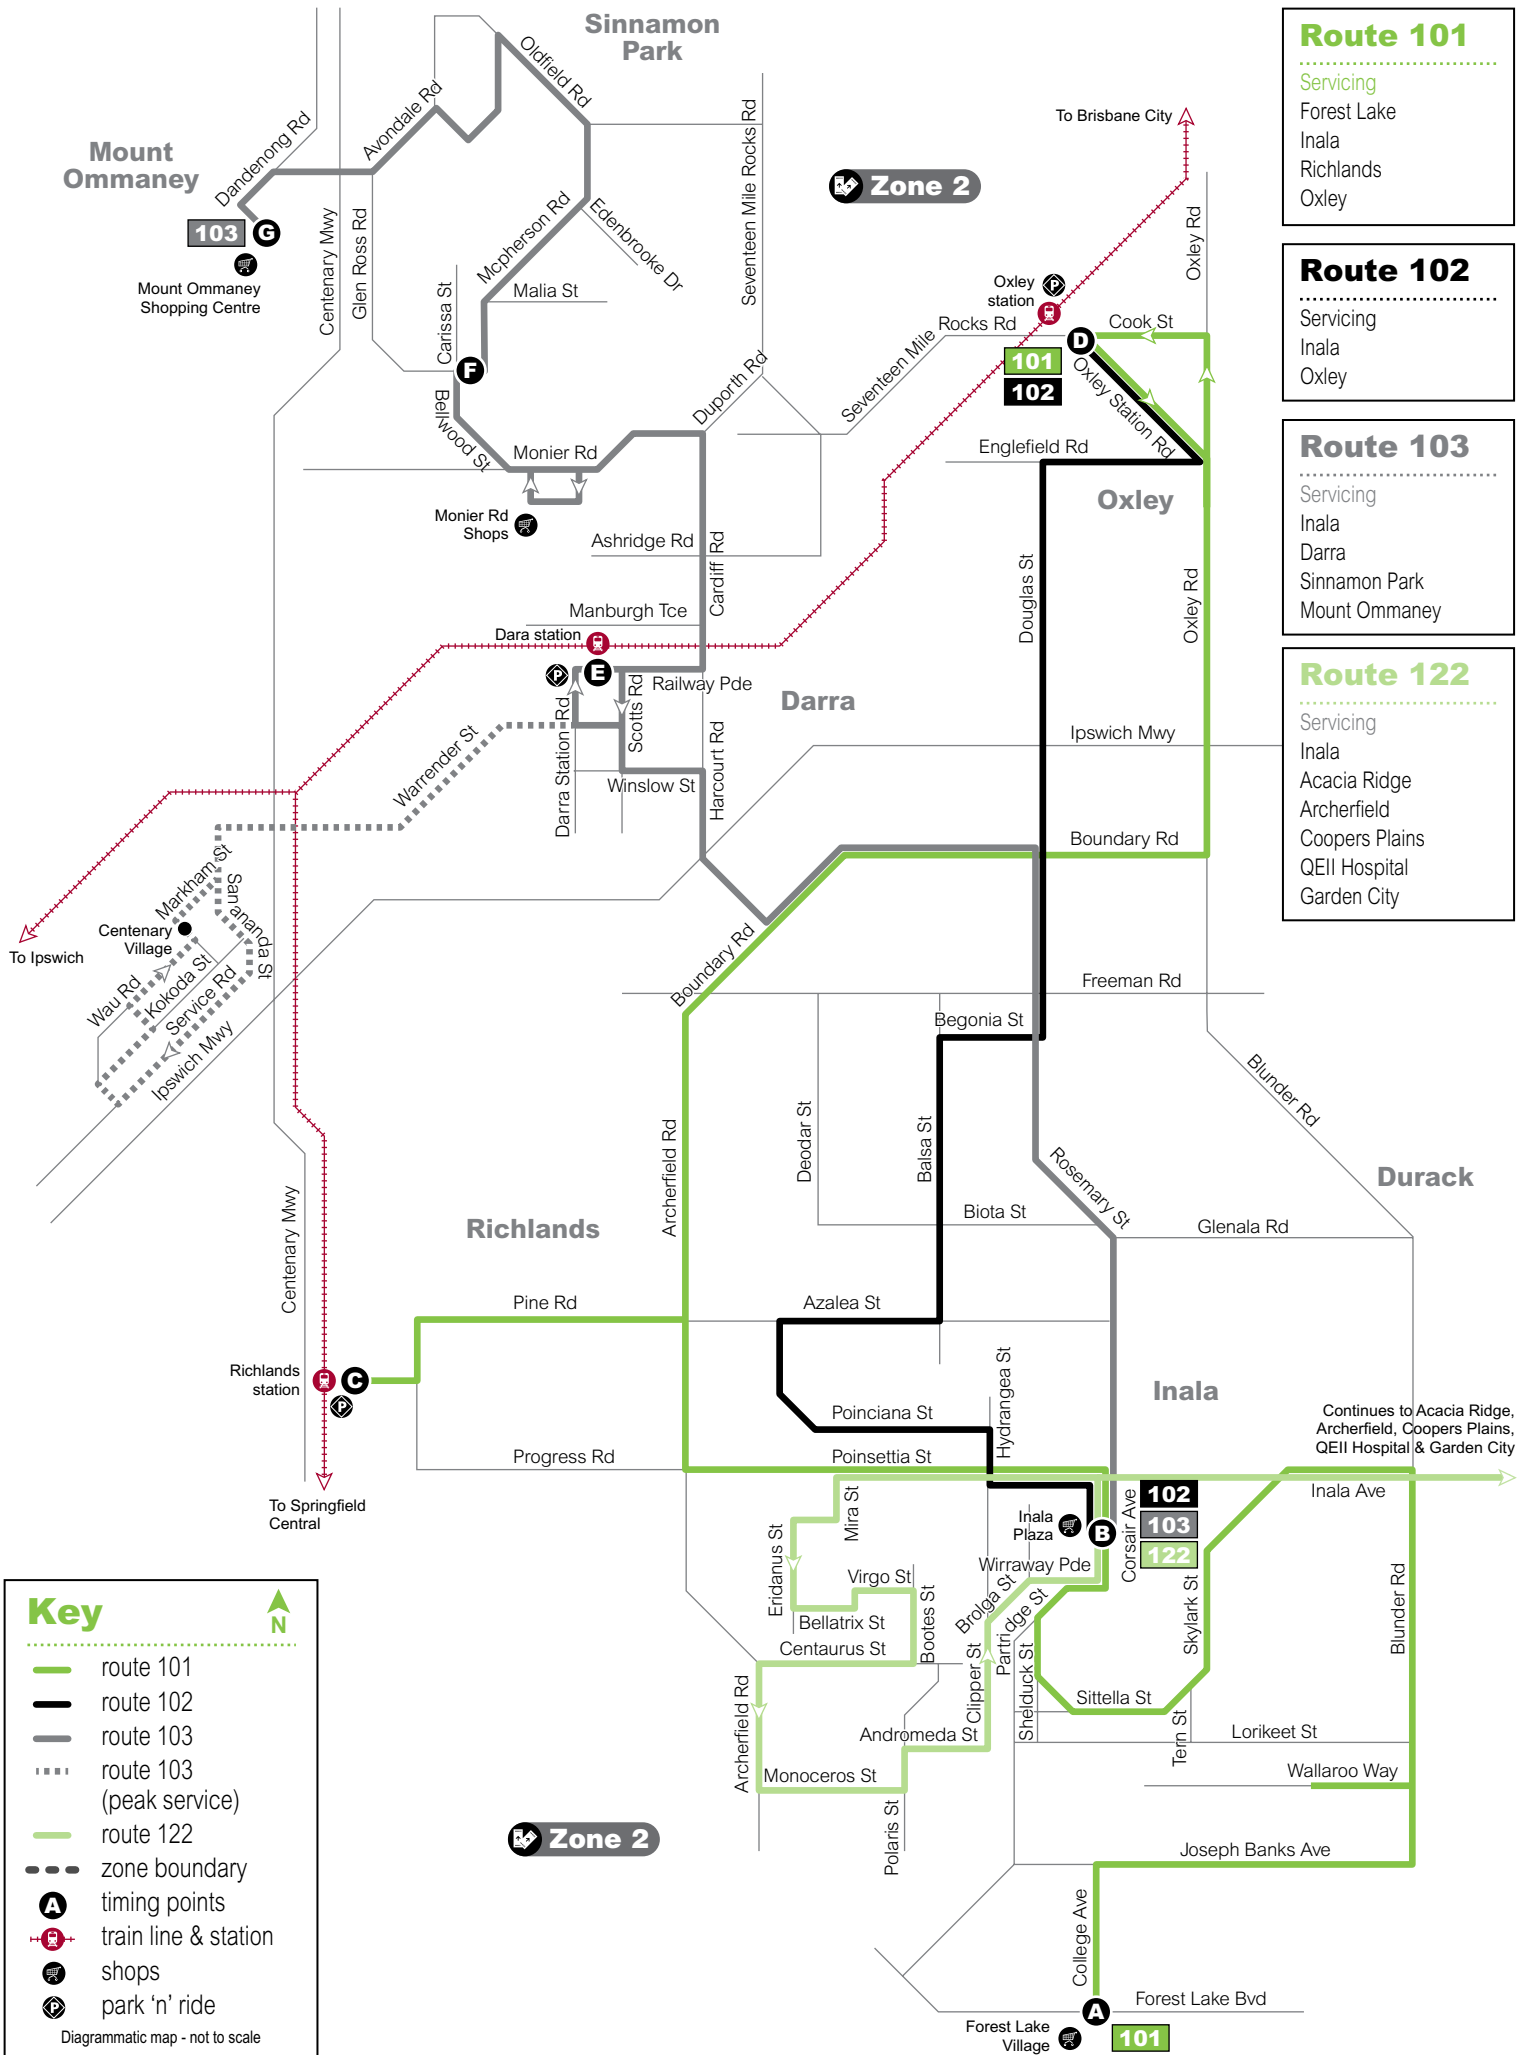 Sinnamon
Park
Mount
Ommaney
Dandenong Rd
Avondale Rd
Oldfield Rd
Centenary Mwy
Glen Ross Rd
103
G
Mount Ommaney
Shopping Centre
Mcpherson Rd
Edenbrooke Dr
Seventeen Mile Rocks Rd
Carissa St
Malia St
F
Bellwood St
Monier Rd
Duporth Rd
Monier Rd
Shops
Ashridge Rd
Cardiff Rd
Manburgh Tce
Dara station
P
E
Railway Pde
Scotts Rd
Darra Station Rd
Harcourt Rd
Winslow St
Darra
Warrender St
Markham St
Sanananda St
Centenary
Village
Wau Rd
Kokoda St
Service Rd
Ipswich Mwy
To Ipswich
Zone 2
To Brisbane City
Oxley Rd
Oxley
station
P
Seventeen Mile
Rocks Rd
D
Cook St
101
102
Oxley Station Rd
Englefield Rd
Oxley
Douglas St
Oxley Rd
Ipswich Mwy
Boundary Rd
Boundary Rd
Freeman Rd
Begonia St
Blunder Rd
Archerfield Rd
Deodar St
Balsa St
Rosemary St
Durack
Biota St
Glenala Rd
Richlands
Centenary Mwy
Pine Rd
Azalea St
Richlands
station
C
P
Hydrangea St
Inala
Poinciana St
Progress Rd
Poinsettia St
Continues to Acacia Ridge,
Archerfield, Coopers Plains,
QEII Hospital & Garden City
To Springfield
Central
Mira St
Inala
Plaza
B
Corsair Ave
102
103
122
Inala Ave
Eridanus St
Virgo St
Bellatrix St
Bootes St
Centaurus St
Wirraway Pde
Brolga St
Partridge St
Clipper St
Shelduck St
Skylark St
Blunder Rd
Sittella St
Tern St
Lorikeet St
Archerfield Rd
Andromeda St
Monoceros St
Polaris St
Wallaroo Way
Zone 2
Joseph Banks Ave
College Ave
A
Forest Lake Bvd
Forest Lake
Village
101
Route 101
Servicing
Forest Lake
Inala
Richlands
Oxley
Route 102
Servicing
Inala
Oxley
Route 103
Servicing
Inala
Darra
Sinnamon Park
Mount Ommaney
Route 122
Servicing
Inala
Acacia Ridge
Archerfield
Coopers Plains
QEII Hospital
Garden City
Key
N
route 101
route 102
route 103
route 103
(peak service)
route 122
zone boundary
A timing points
train line & station
shops
P park ‘n’ ride
Diagrammatic map - not to scale